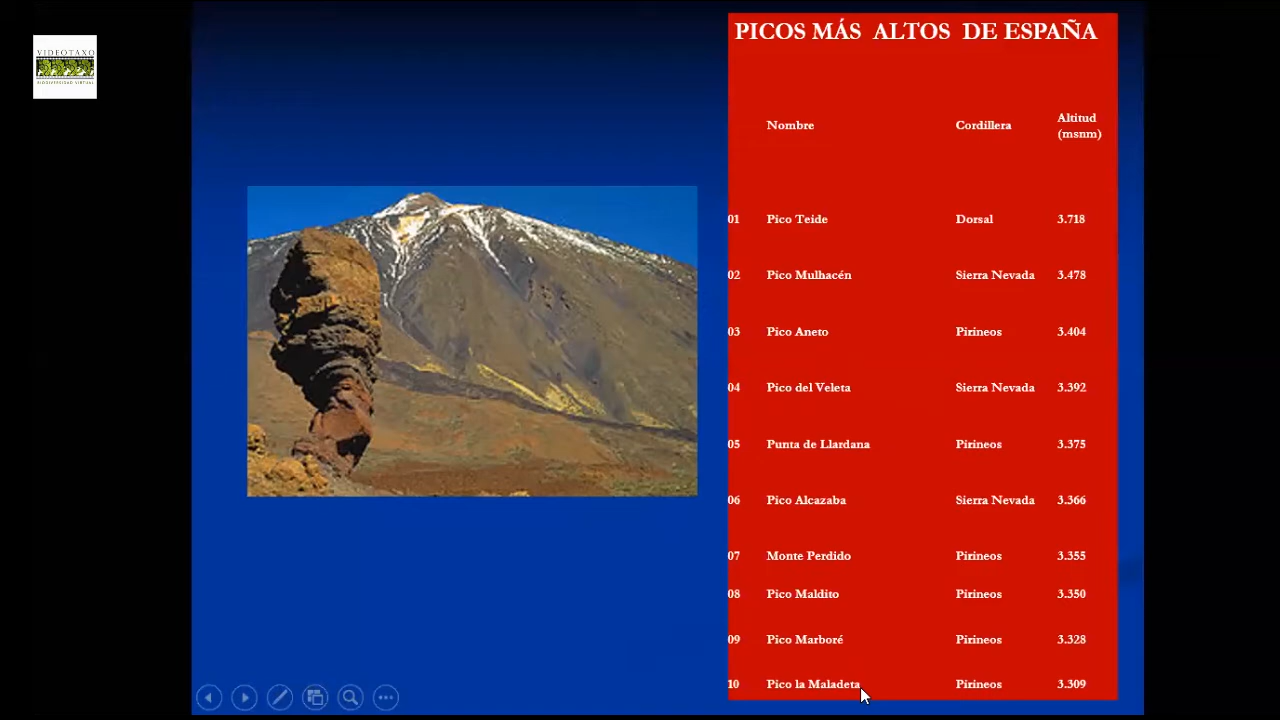 VIDEOTAXO
BIODIVERSIDAD VIRTUAL
PICOS MÁS ALTOS DE ESPAÑA
Nombre Cordillera Altitud (msnm)
01 Pico Teide Dorsal 3.718
02 Pico Mulhacén Sierra Nevada 3.478
03 Pico Aneto Pirineos 3.404
04 Pico del Veleta Sierra Nevada 3.392
05 Punta de Llardana Pirineos 3.375
06 Pico Alcazaba Sierra Nevada 3.366
07 Monte Perdido Pirineos 3.355
08 Pico Maldito Pirineos 3.350
09 Pico Marboré Pirineos 3.328
10 Pico la Maladeta Pirineos 3.309